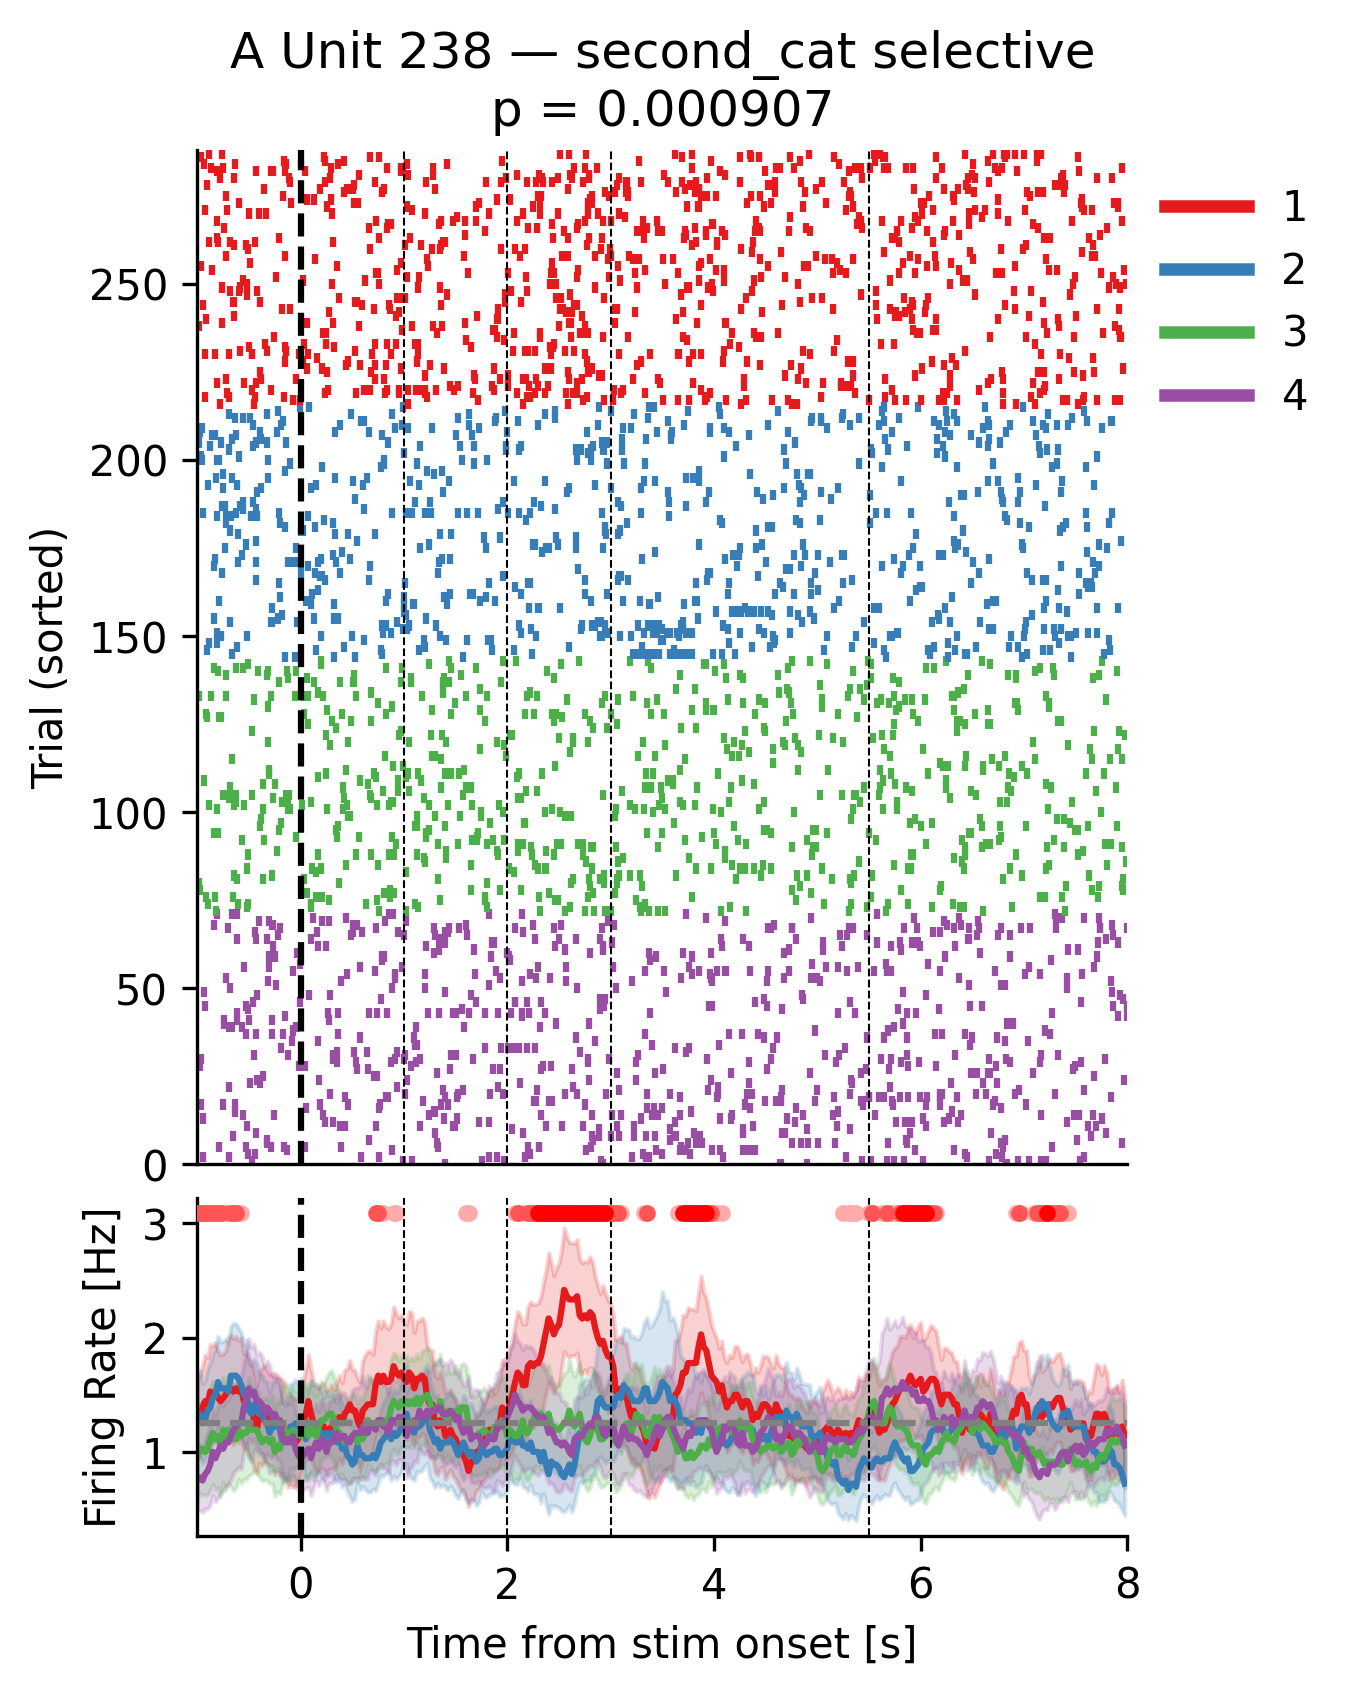 A Unit 238 — second_cat selective
p = 0.000907
1
2
3
4
250
200
150
100
50
0
Trial (sorted)
3
2
1
Firing Rate [Hz]
0 2 4 6 8
Time from stim onset [s]